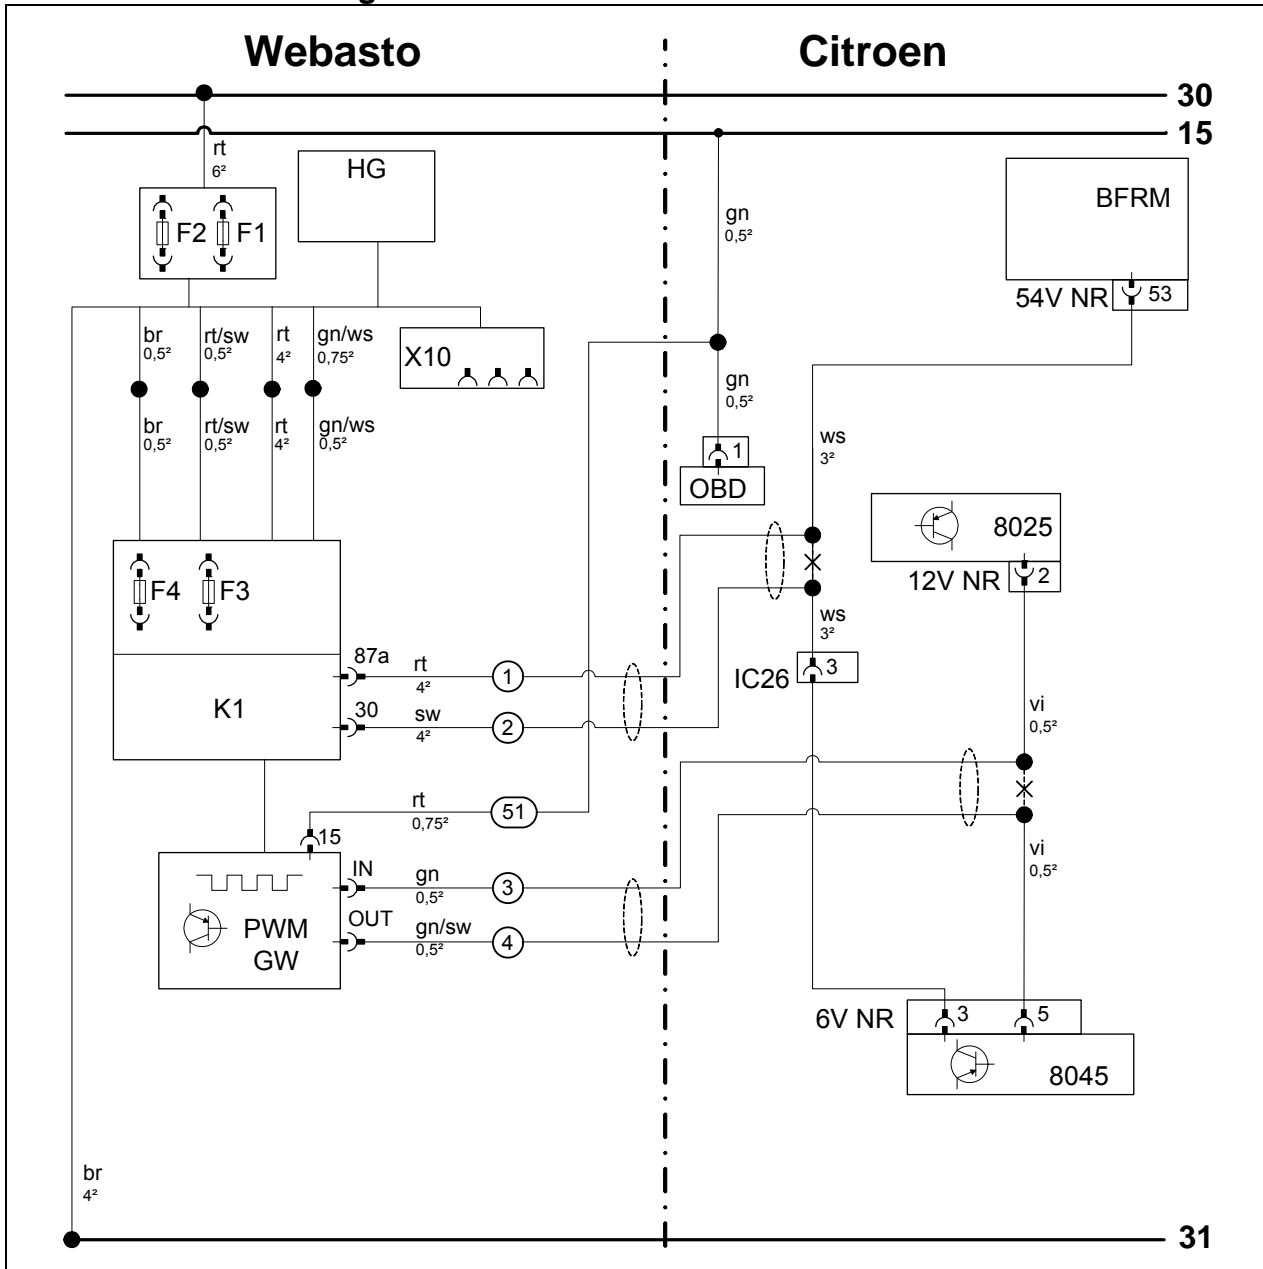 Webasto Citroen
30
15
rt
6²
HG
BFRM
F2 F1
gn
0,5²
54V NR 53
br rt/sw rt gn/ws
0,5² 0,5² 4² 0,75²
X10
gn
0,5²
br rt/sw rt gn/ws
0,5² 0,5² 4² 0,5²
1
OBD
ws
3²
8025
12V NR 2
F4 F3
ws
3²
87a
rt
4²
1
IC26 3
K1
30
sw
4²
2
vi
0,5²
rt
0,75²
51
15
IN
gn
0,5²
3
vi
0,5²
OUT
gn/sw
0,5²
4
PWM
GW
6V NR 3 5
8045
br
4²
31